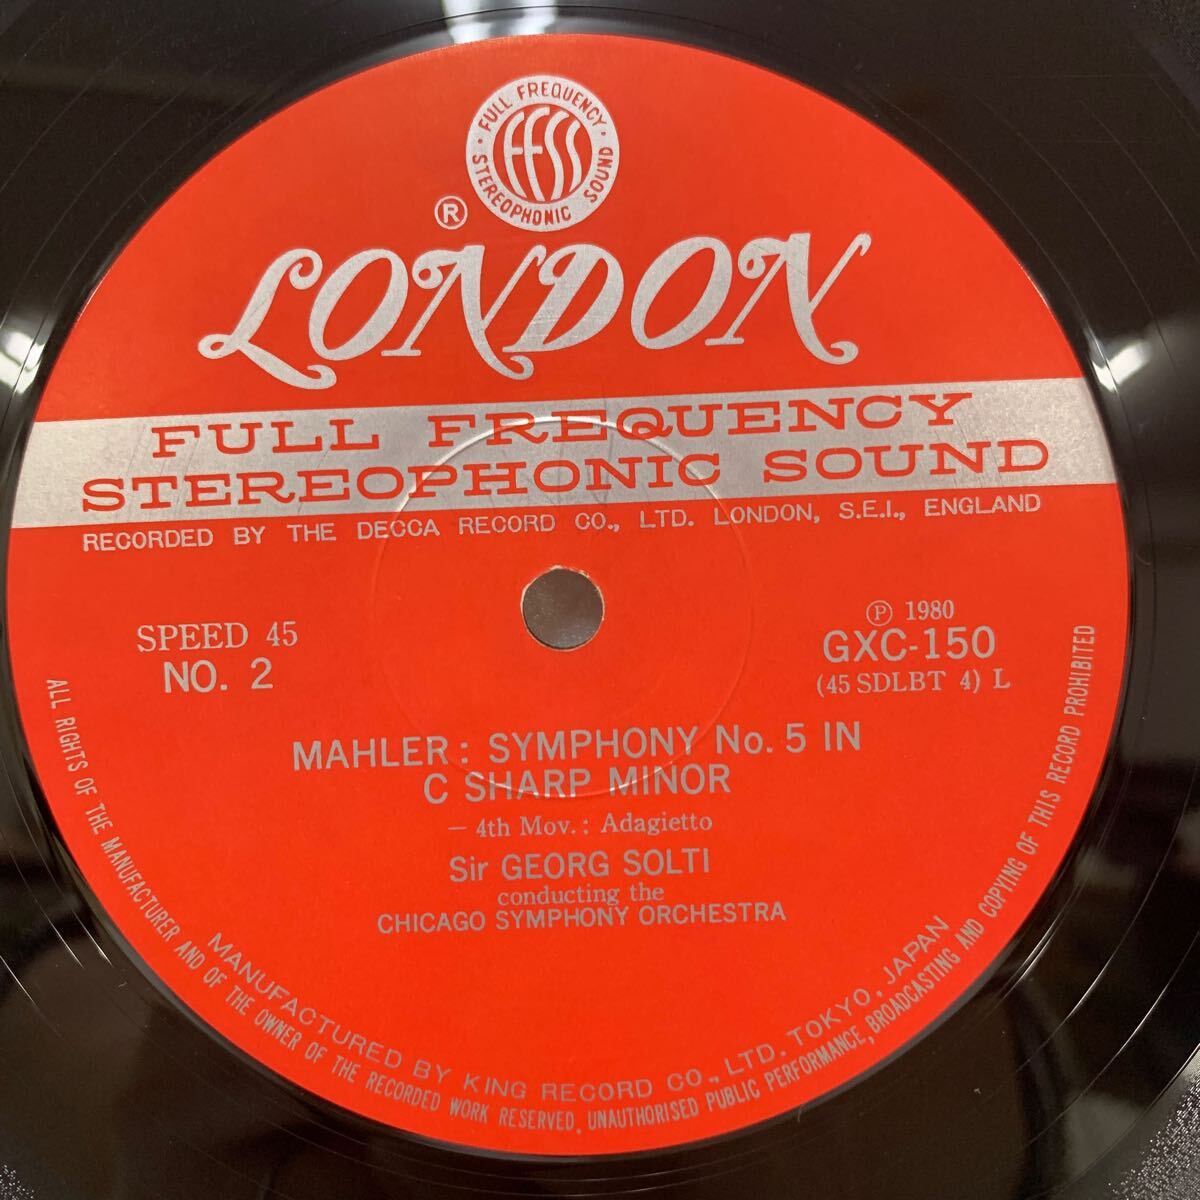 FULL FREQUENCY
STEREOPHONIC SOUND
FFSS
®
LONDON
FULL FREQUENCY
STEREOPHONIC SOUND
RECORDED BY THE DECCA RECORD CO., LTD. LONDON, S.E.I., ENGLAND
SPEED 45
NO. 2
℗ 1980
GXC-150
(45 SDLBT 4) L
MAHLER: SYMPHONY No. 5 IN
C SHARP MINOR
— 4th Mov.: Adagietto
Sir GEORG SOLTI
conducting the
CHICAGO SYMPHONY ORCHESTRA
MANUFACTURED BY KING RECORD CO., LTD. TOKYO, JAPAN
ALL RIGHTS OF THE MANUFACTURER AND OF THE OWNER OF THE RECORDED WORK RESERVED, UNAUTHORISED PUBLIC PERFORMANCE, BROADCASTING AND COPYING OF THIS RECORD PROHIBITED